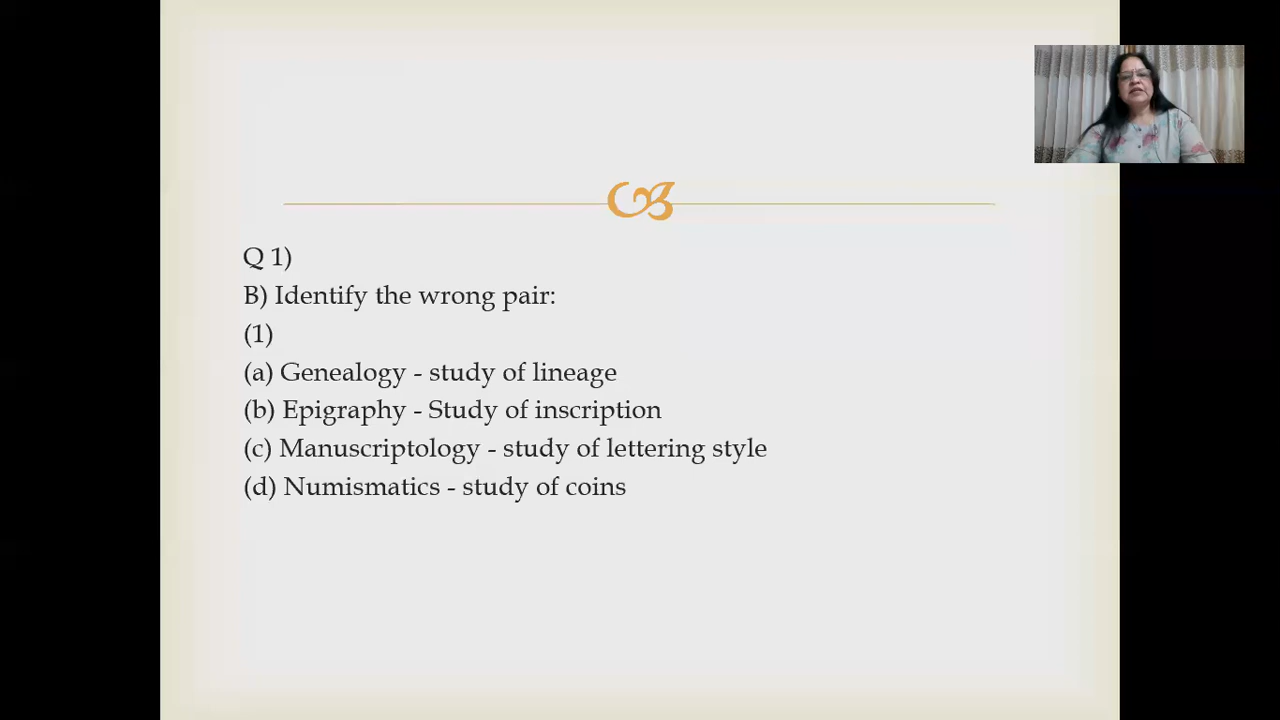 Q 1)
B) Identify the wrong pair:
(1)
(a) Genealogy - study of lineage
(b) Epigraphy - Study of inscription
(c) Manuscriptology - study of lettering style
(d) Numismatics - study of coins